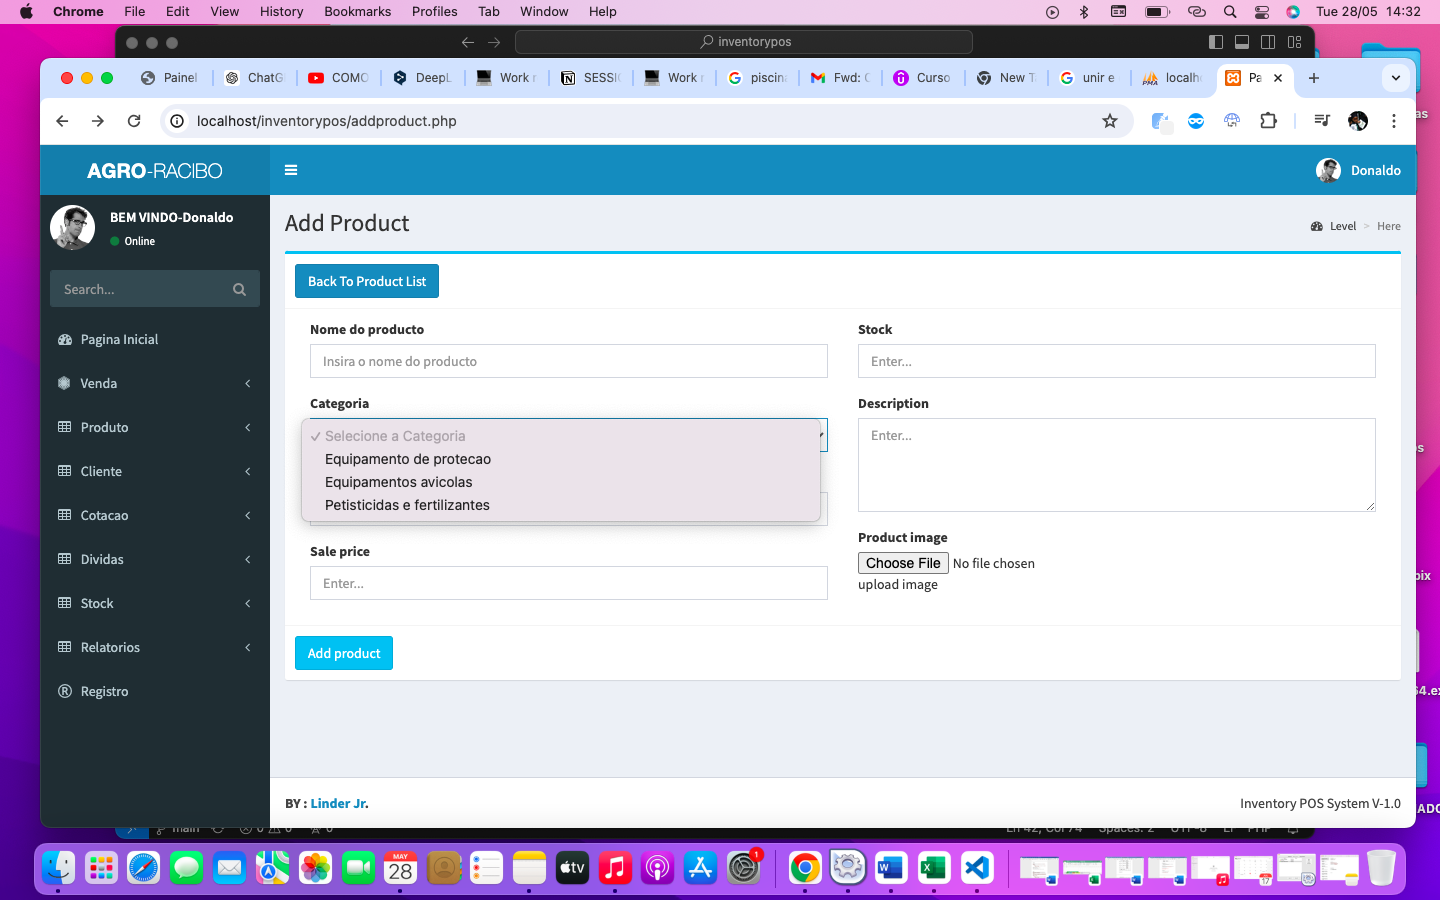 Chrome File Edit View History Bookmarks Profiles Tab Window Help Tue 28/05 14:32
inventorypos
Painel ChatG COMO DeepL Work SESSI Work piscin Fwd: Curso New T unir e localh Pa
localhost/inventorypos/addproduct.php
AGRO-RACIBO
Donaldo
BEM VINDO-Donaldo
Online
Search...
Pagina Inicial
Venda
Produto
Cliente
Cotacao
Dividas
Stock
Relatorios
Registro
Add Product
Level > Here
Back To Product List
Nome do producto
Insira o nome do producto
Categoria
Selecione a Categoria
Equipamento de protecao
Equipamentos avicolas
Petisticidas e fertilizantes
Sale price
Enter...
Stock
Enter...
Description
Enter...
Product image
Choose File No file chosen
upload image
Add product
BY : Linder Jr.
Inventory POS System V-1.0
main
MAY
28
tv
1
17